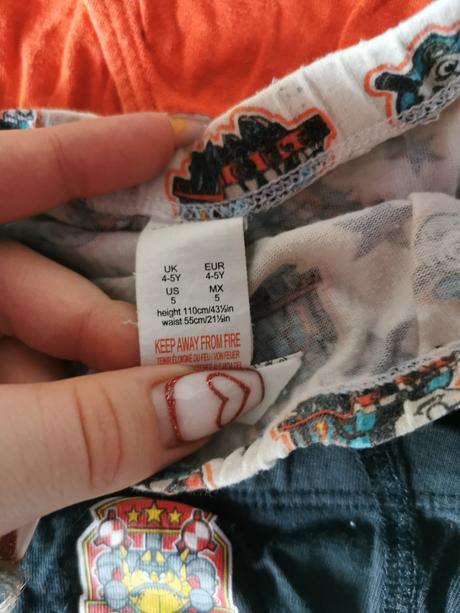 UK EUR
4-5Y 4-5Y
US MX
5 5
height 110cm/43¼in
waist 55cm/21½in
KEEP AWAY FROM FIRE
TENIR ÉLOIGNÉ DU FEU / VON FEUER